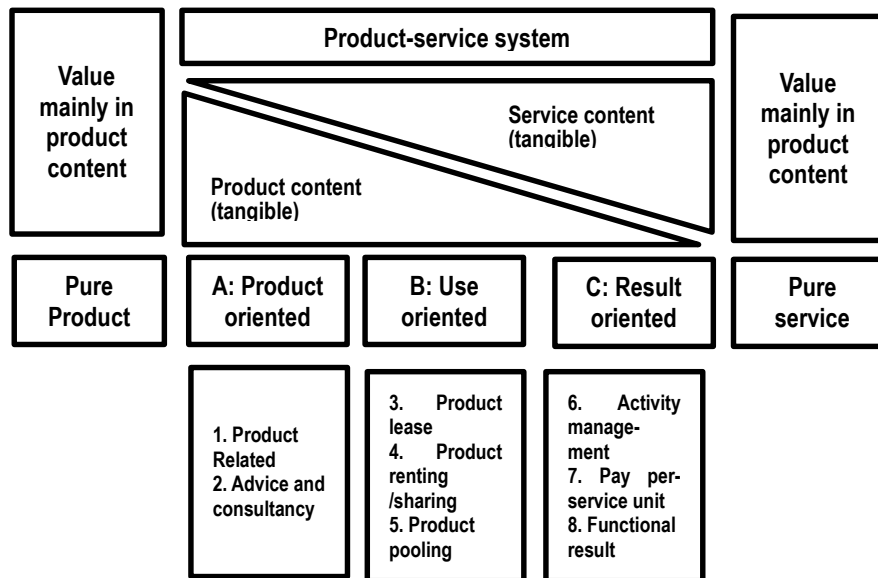 Product-service system
Value
mainly in
product
content
Service content
(tangible)
Product content
(tangible)
Value
mainly in
product
content
Pure
Product
A: Product
oriented
B: Use
oriented
C: Result
oriented
Pure
service
1. Product
Related
2. Advice and
consultancy
3. Product
lease
4. Product
renting
/sharing
5. Product
pooling
6. Activity
manage-
ment
7. Pay per-
service unit
8. Functional
result